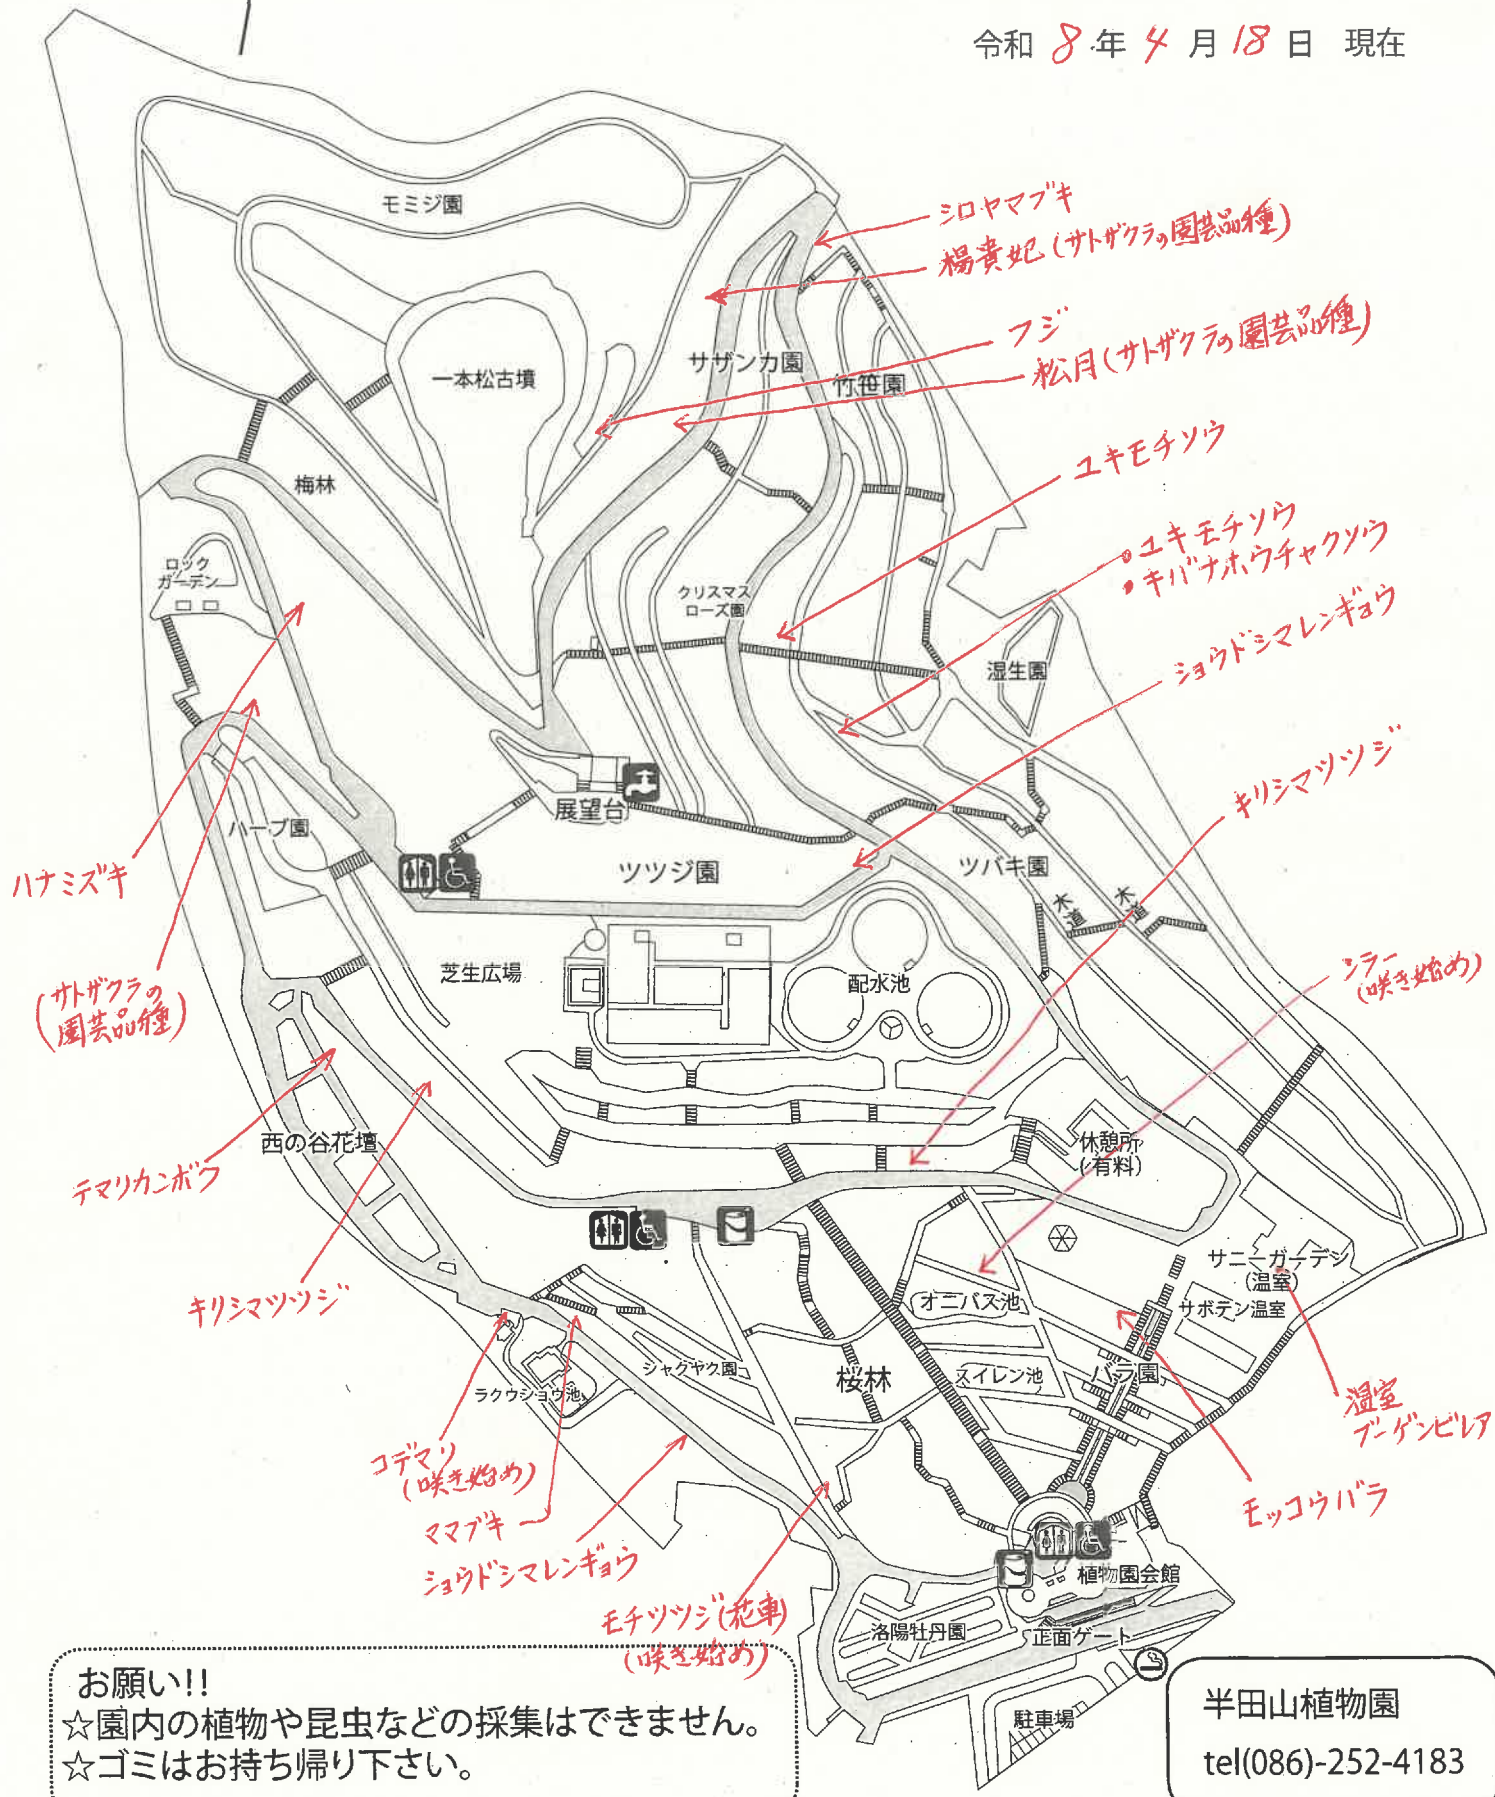 令和 8 年 4 月 18 日 現在
シロヤマブキ
モミジ園
楊貴妃(サトザクラの園芸品種)
フジ
松月(サトザクラの園芸品種)
サザンカ園
竹笹園
一本松古墳
ユキモチソウ
梅林
・ユキモチソウ
・キバナホウチャクソウ
ロック
ガーデン
クリスマス
ローズ園
ショウドシマレンギョウ
湿生園
キリシマツツジ
展望台
ハーブ園
ツツジ園
ツバキ園
ハナミズキ
木道
木道
シラー
(咲き始め)
芝生広場
配水池
(サトザクラの
園芸品種)
西の谷花壇
休憩所
(有料)
テマリカンボク
サニーガーデン
(温室)
キリシマツツジ
オニバス池
サボテン温室
シャクヤク園
桜林
スイレン池
バラ園
ラクウショウ池
温室
ブーゲンビレア
コデマリ
(咲き始め)
モッコウバラ
ママブキ
ショウドシマレンギョウ
植物園会館
モチツツジ(花車)
(咲き始め)
洛陽牡丹園
正面ゲート
駐車場
お願い!!
☆園内の植物や昆虫などの採集はできません。
☆ゴミはお持ち帰り下さい。
半田山植物園
tel(086)-252-4183